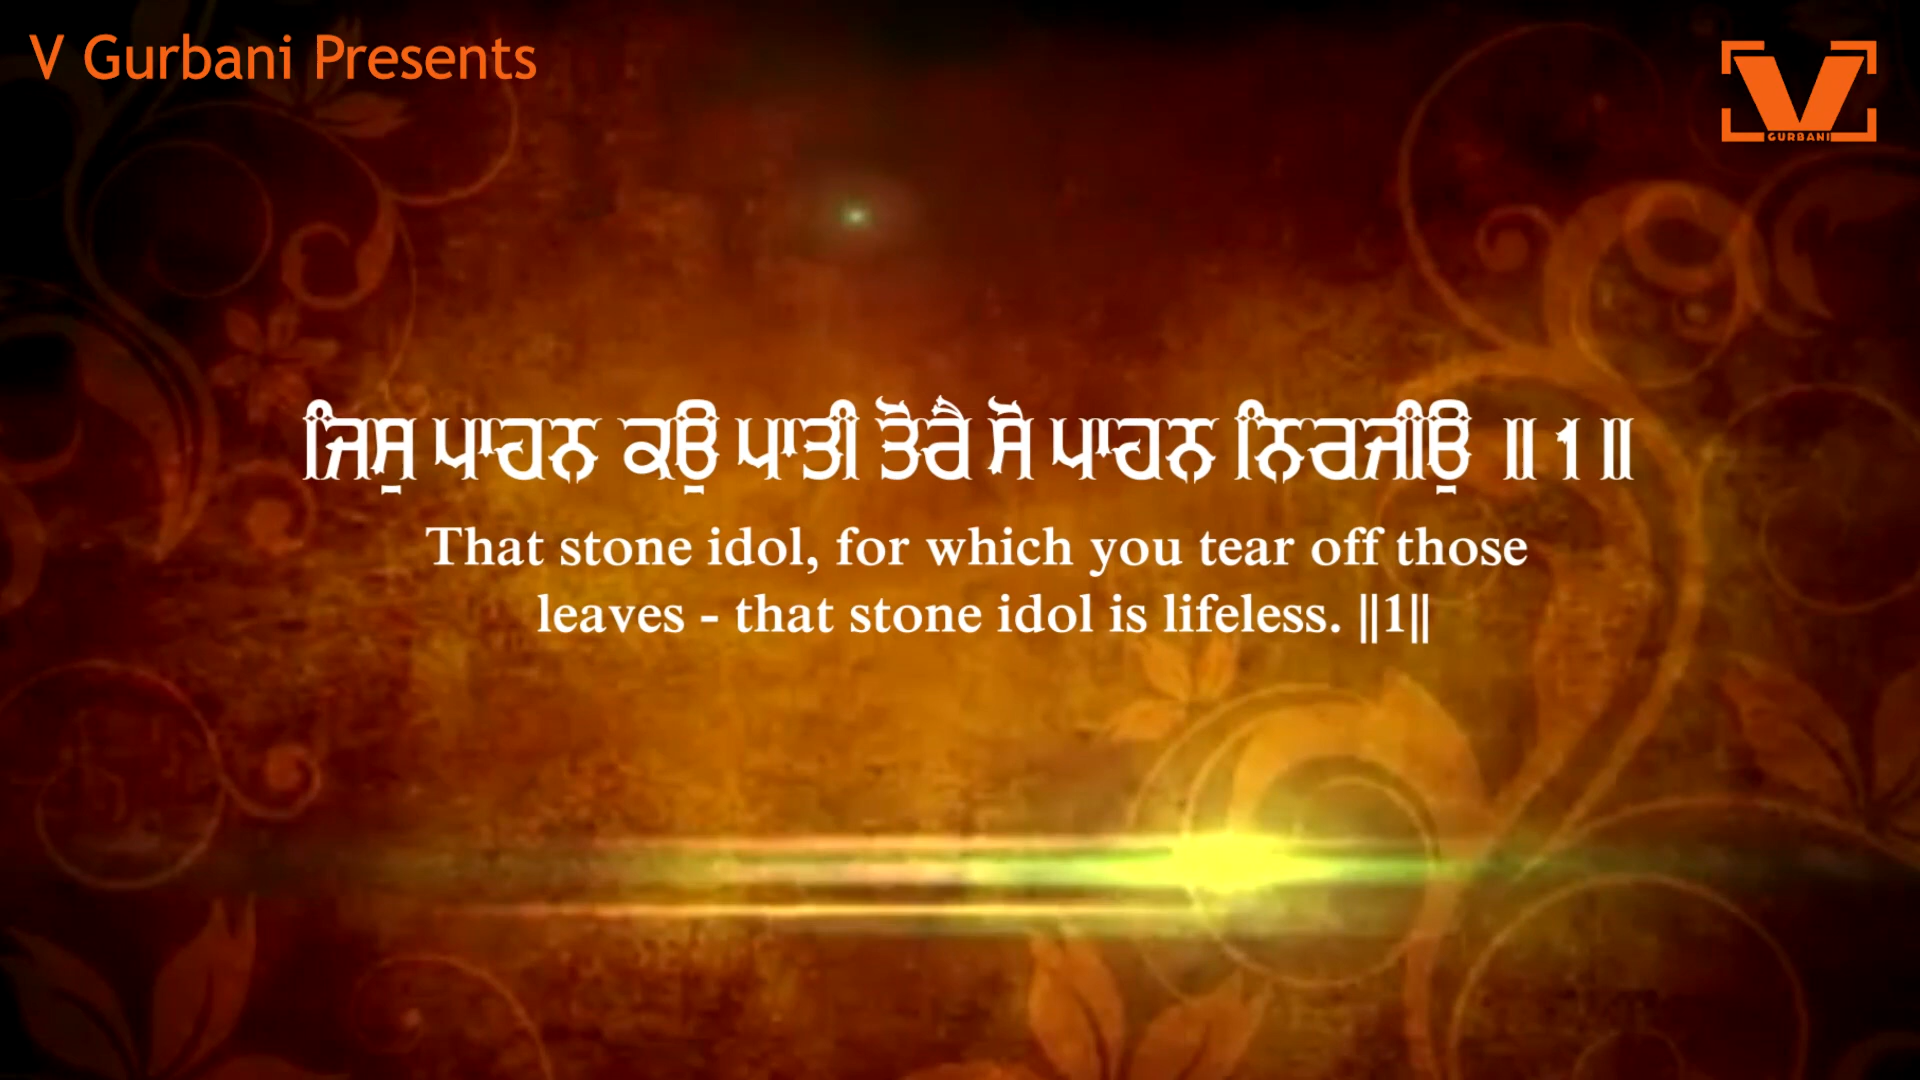 V Gurbani Presents
V
GURBANI
ਜਿਸੁ ਪਾਹਨ ਕਉ ਪਾਤੀ ਤੋਰੈ ਸੋ ਪਾਹਨ ਨਿਰਜੀਉ ॥1॥
That stone idol, for which you tear off those
leaves - that stone idol is lifeless. ||1||